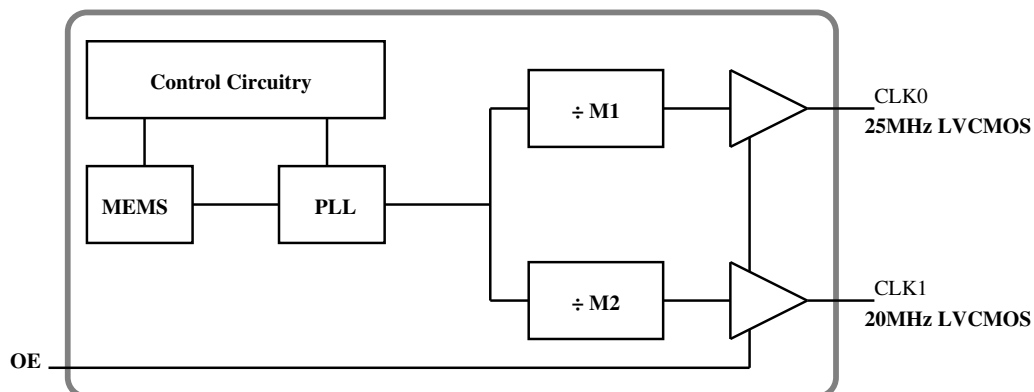 Control Circuitry
MEMS
PLL
÷ M1
÷ M2
CLK0
25MHz LVCMOS
CLK1
20MHz LVCMOS
OE